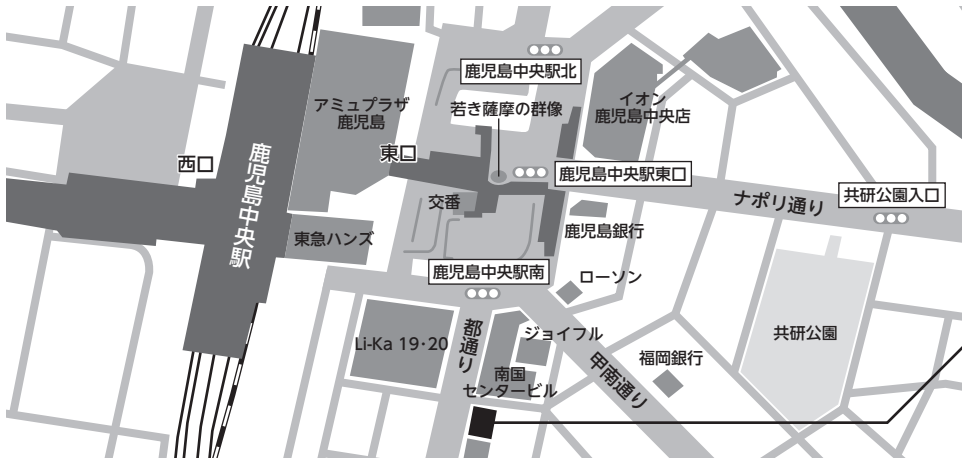 鹿児島中央駅北
アミュプラザ
鹿児島
若き薩摩の群像
イオン
鹿児島中央店
西口
東口
鹿児島中央駅
鹿児島中央駅東口
ナポリ通り
共研公園入口
交番
東急ハンズ
鹿児島銀行
鹿児島中央駅南
ローソン
都通り
ジョイフル
Li-Ka 19･20
共研公園
福岡銀行
甲南通り
南国
センタービル